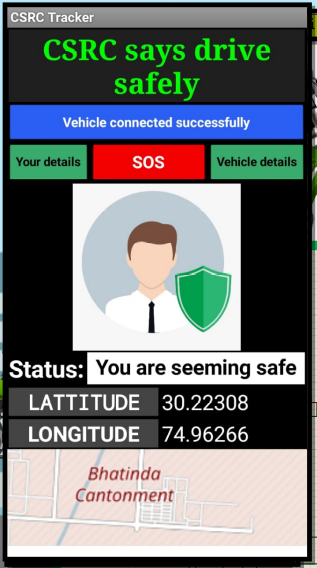 CSRC Tracker
CSRC says drive
safely
Vehicle connected successfully
Your details
SOS
Vehicle details
Status: You are seeming safe
LATTITUDE 30.22308
LONGITUDE 74.96266
Bhatinda
Cantonment